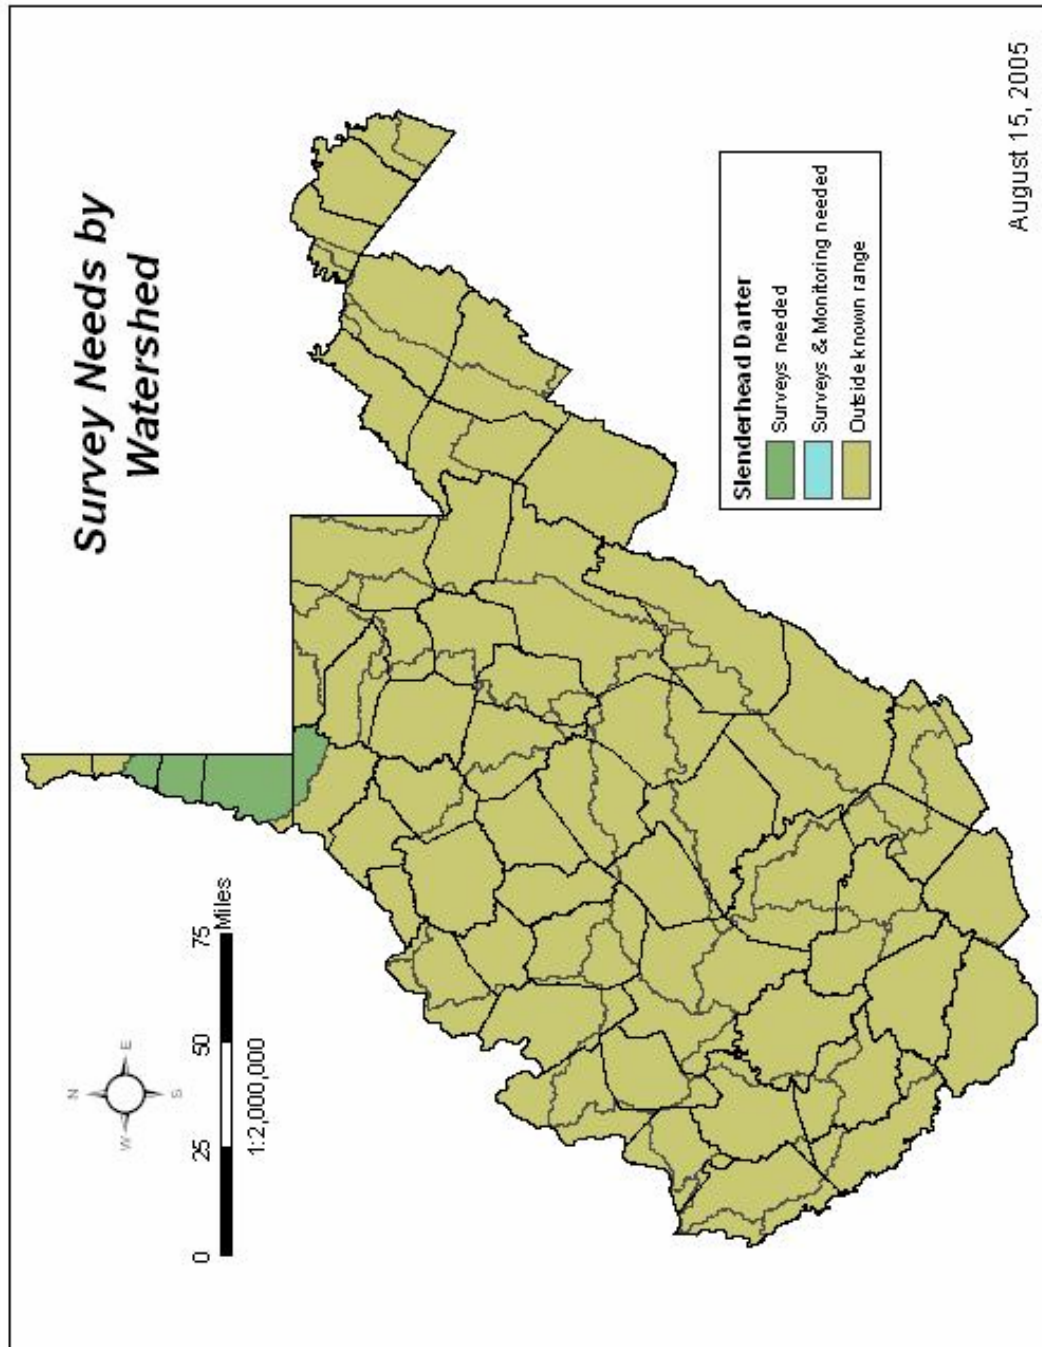 Survey Needs by
Watershed
N
W
E
S
0
25
50
75
Miles
1:2,000,000
Slenderhead Darter
Surveys needed
Surveys & Monitoring needed
Outside known range
August 15, 2005